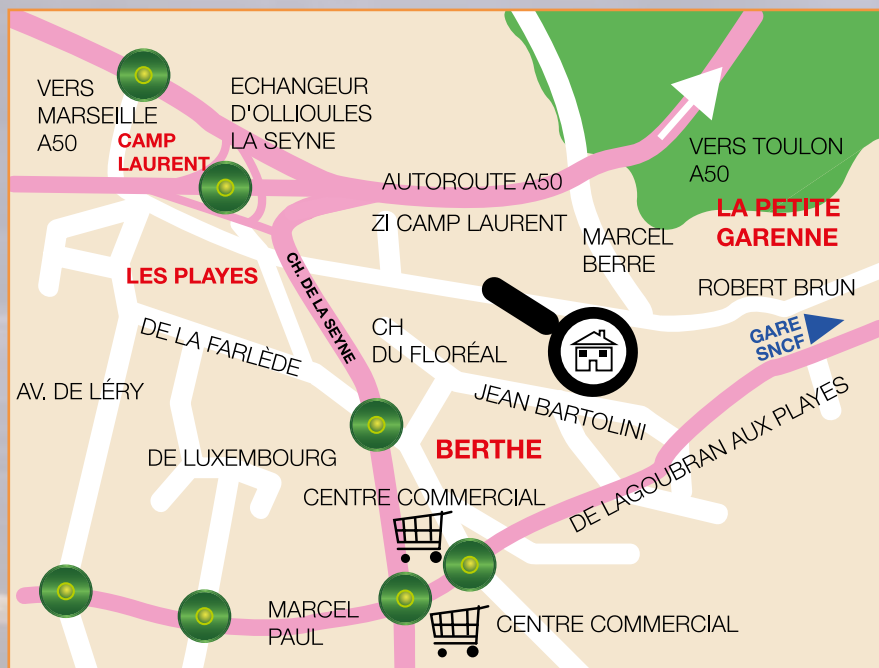 VERS
MARSEILLE
A50
ECHANGEUR
D'OLLIOULES
LA SEYNE
CAMP
LAURENT
VERS TOULON
A50
AUTOROUTE A50
LA PETITE
GARENNE
ZI CAMP LAURENT
MARCEL
BERRE
LES PLAYES
CH. DE LA SEYNE
ROBERT BRUN
DE LA FARLÈDE
CH
DU FLORÉAL
GARE
SNCF
AV. DE LÉRY
JEAN BARTOLINI
DE LAGOUBRAN AUX PLAYES
DE LUXEMBOURG
BERTHE
CENTRE COMMERCIAL
MARCEL
PAUL
CENTRE COMMERCIAL